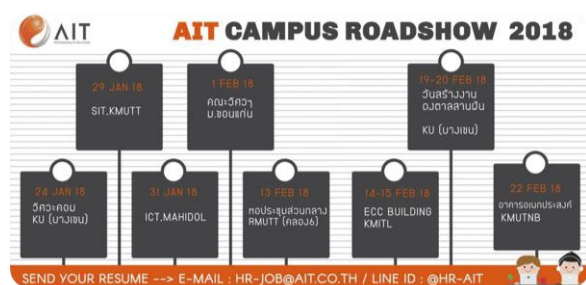 AIT
AIT CAMPUS ROADSHOW 2018
29 JAN 18
SIT,KMUTT
1 FEB 18
คณะวิศวฯ
ม.ขอนแก่น
19-20 FEB 18
วันสร้างงาน
ดงตาลสานฝัน
KU (บางเขน)
24 JAN 18
วิศวะคอม
KU (บางเขน)
31 JAN 18
ICT,MAHIDOL
13 FEB 18
หอประชุมส่วนกลาง
RMUTT (คลอง6)
14-15 FEB 18
ECC BUILDING
KMITL
22 FEB 18
อาคารอเนกประสงค์
KMUTNB
SEND YOUR RESUME --> E-MAIL : HR-JOB@AIT.CO.TH / LINE ID : @HR-AIT